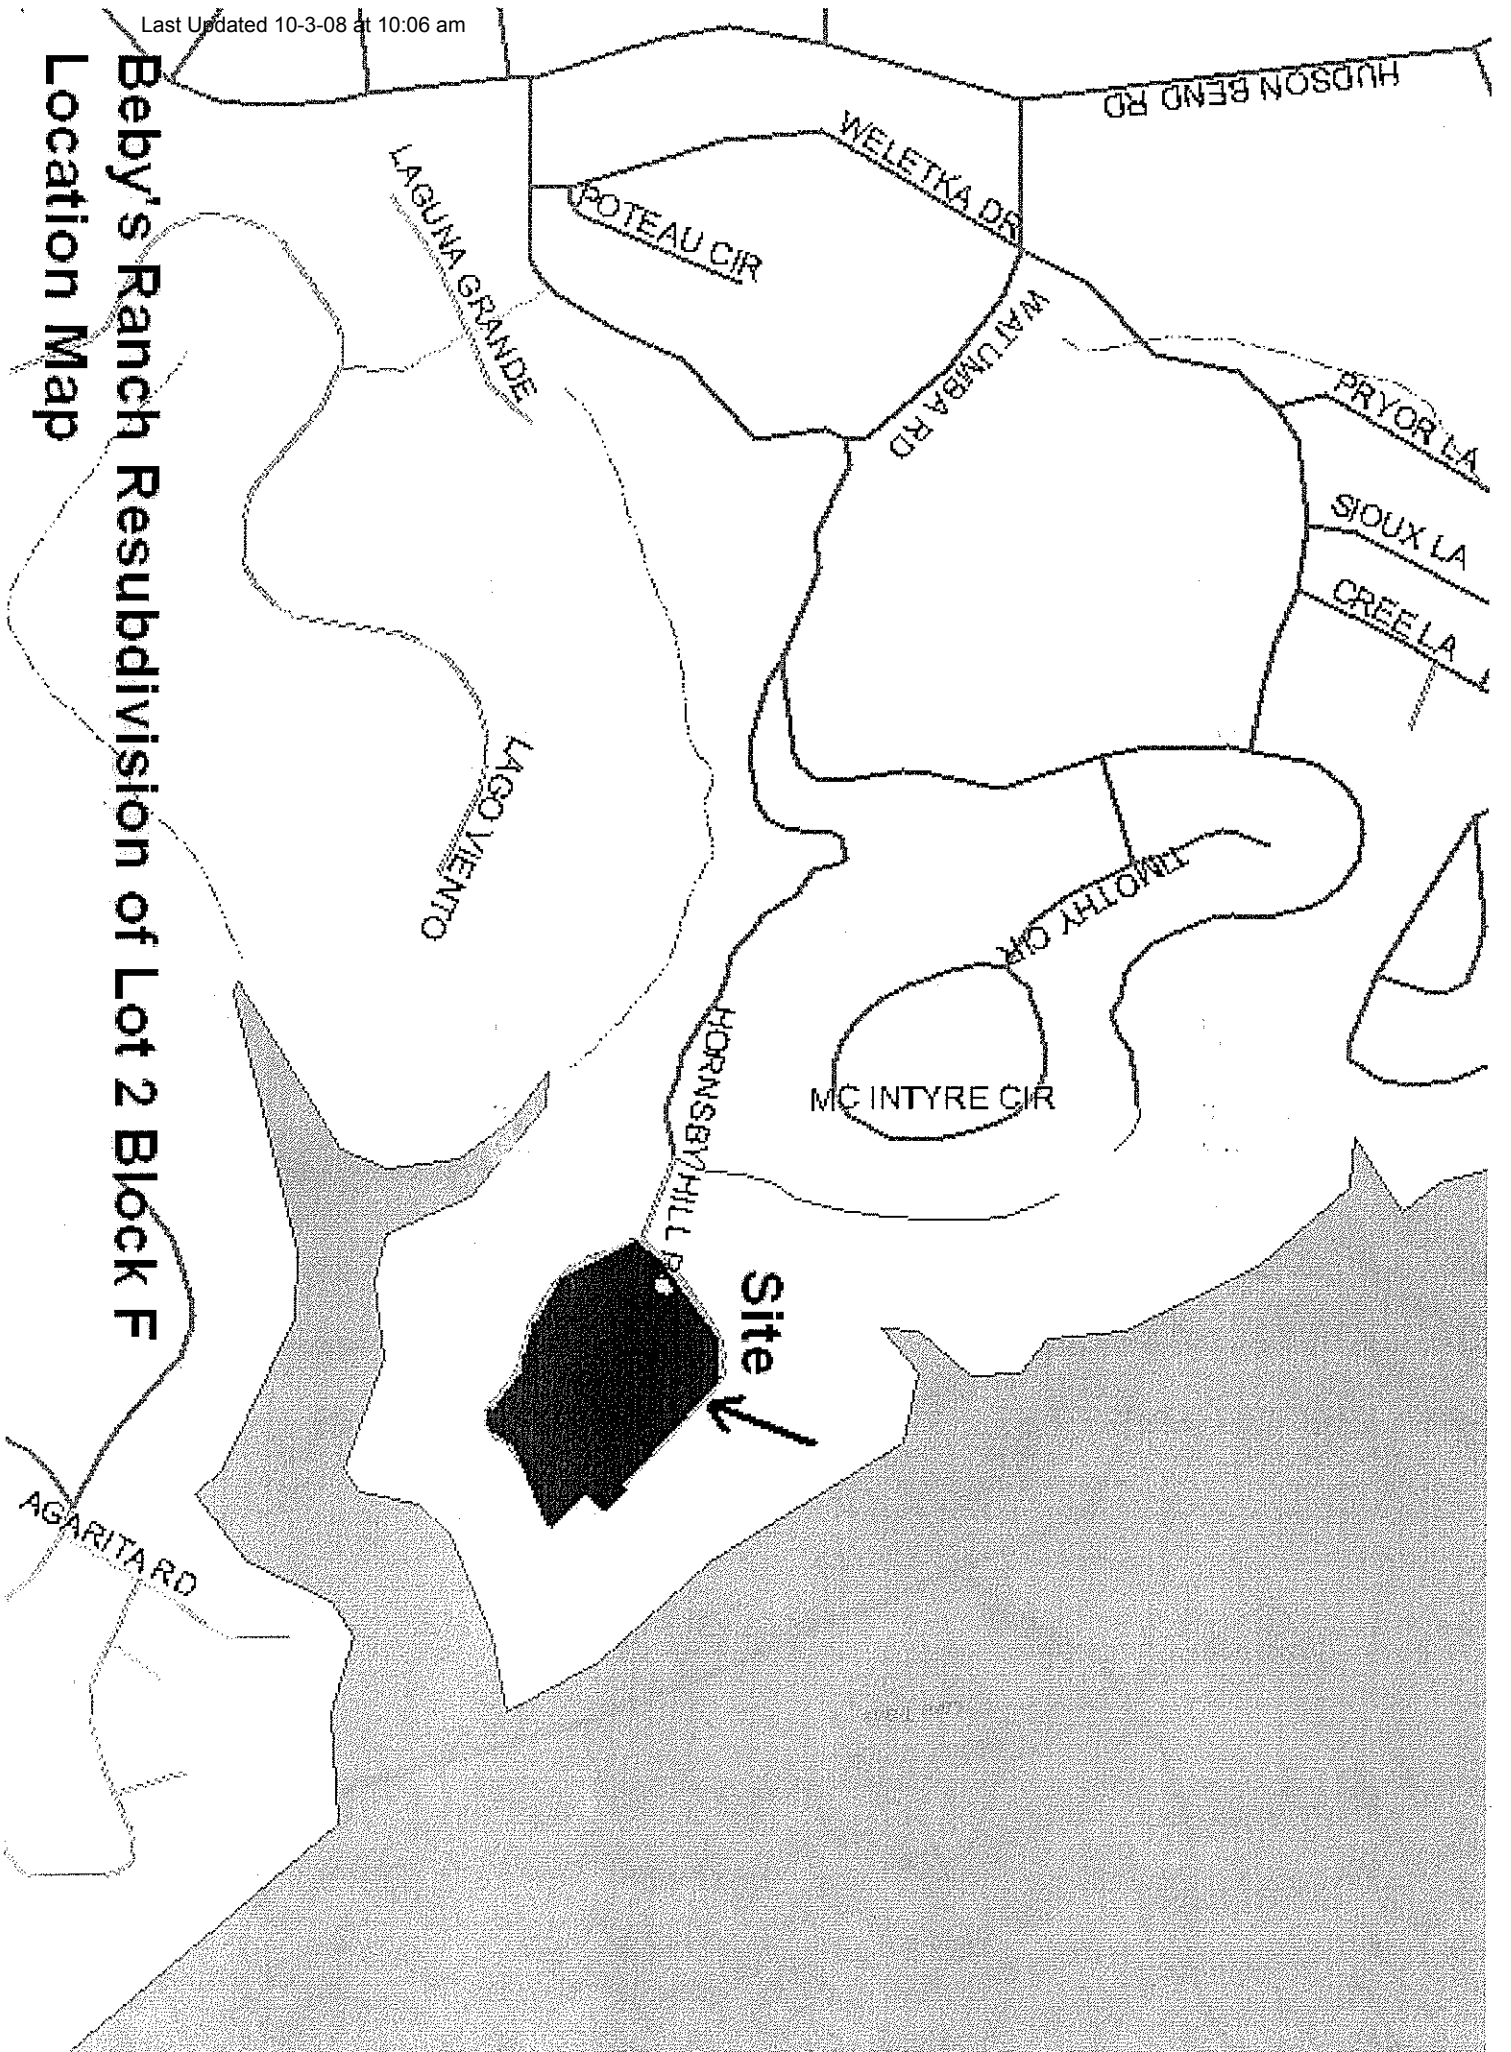 Last Updated 10-3-08 at 10:06 am
Beby's Ranch Resubdivision of Lot 2 Block F
Location Map
HUDSON BEND RD
WELETKA DR
POTEAU CIR
LAGUNA GRANDE
WATUMBA RD
PRYOR LA
SIOUX LA
CREE LA
LAGO VIENTO
TIMOTHY CIR
MC INTYRE CIR
HORNSBY HILL
Site
AGARITA RD